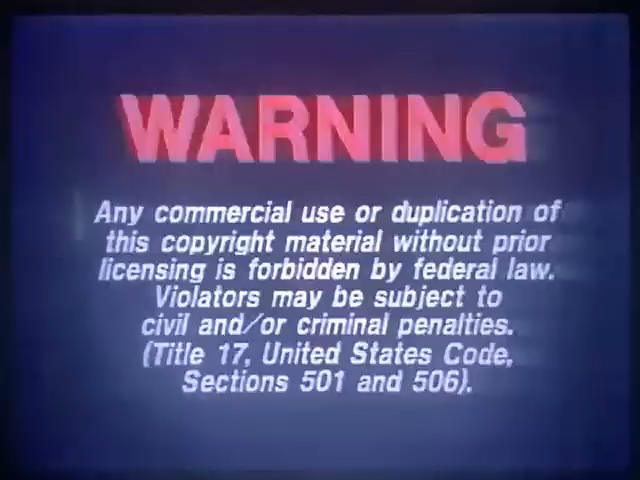 WARNING
Any commercial use or duplication of
this copyright material without prior
licensing is forbidden by federal law.
Violators may be subject to
civil and/or criminal penalties.
(Title 17, United States Code,
Sections 501 and 506).